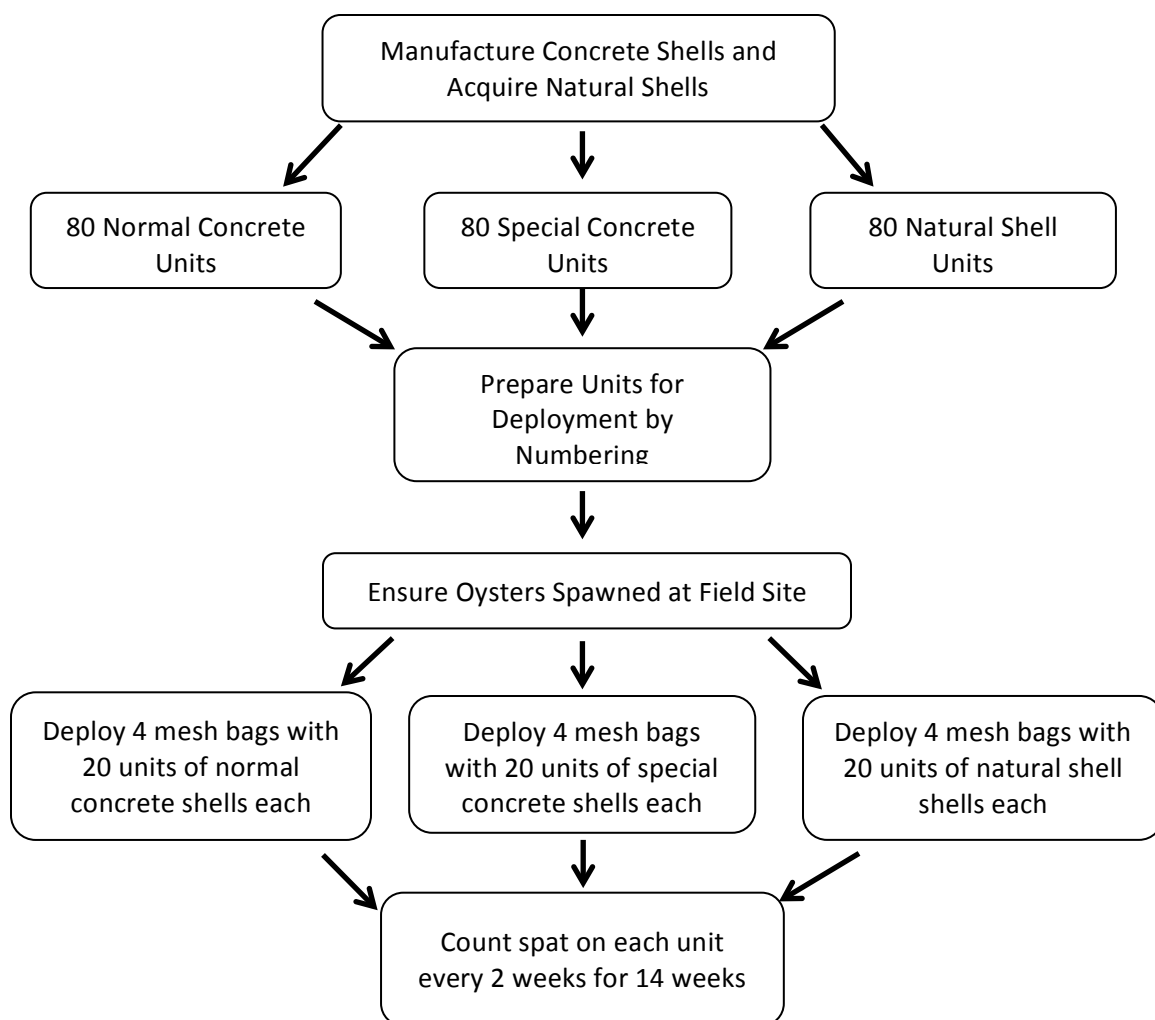 Manufacture Concrete Shells and
Acquire Natural Shells
80 Normal Concrete
Units
80 Special Concrete
Units
80 Natural Shell
Units
Prepare Units for
Deployment by
Numbering
Ensure Oysters Spawned at Field Site
Deploy 4 mesh bags with
20 units of normal
concrete shells each
Deploy 4 mesh bags
with 20 units of special
concrete shells each
Deploy 4 mesh bags with
20 units of natural shell
shells each
Count spat on each unit
every 2 weeks for 14 weeks